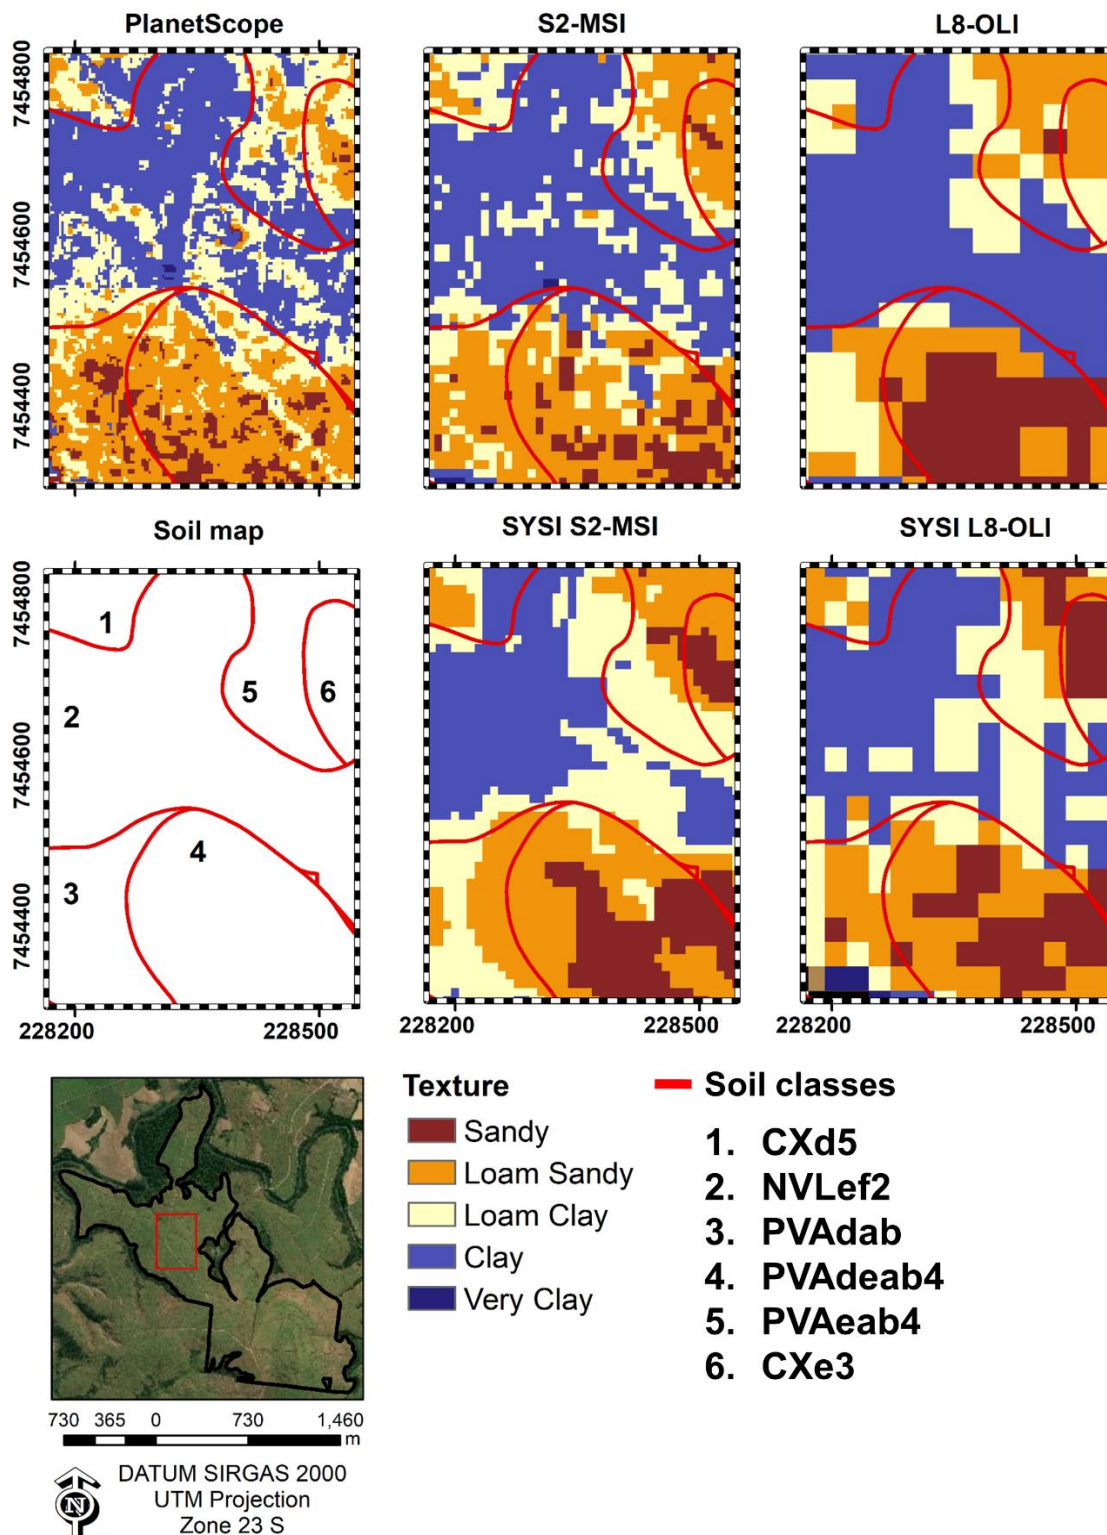 PlanetScope
S2-MSI
L8-OLI
7454800
7454600
7454400
Soil map
SYSI S2-MSI
SYSI L8-OLI
7454800
7454600
7454400
1
2
3
4
5
6
228200
228500
228200
228500
228200
228500
Texture
Sandy
Loam Sandy
Loam Clay
Clay
Very Clay
Soil classes
1. CXd5
2. NVLef2
3. PVAdab
4. PVAdeab4
5. PVAeab4
6. CXe3
730 365 0 730 1,460
m
N
DATUM SIRGAS 2000
UTM Projection
Zone 23 S